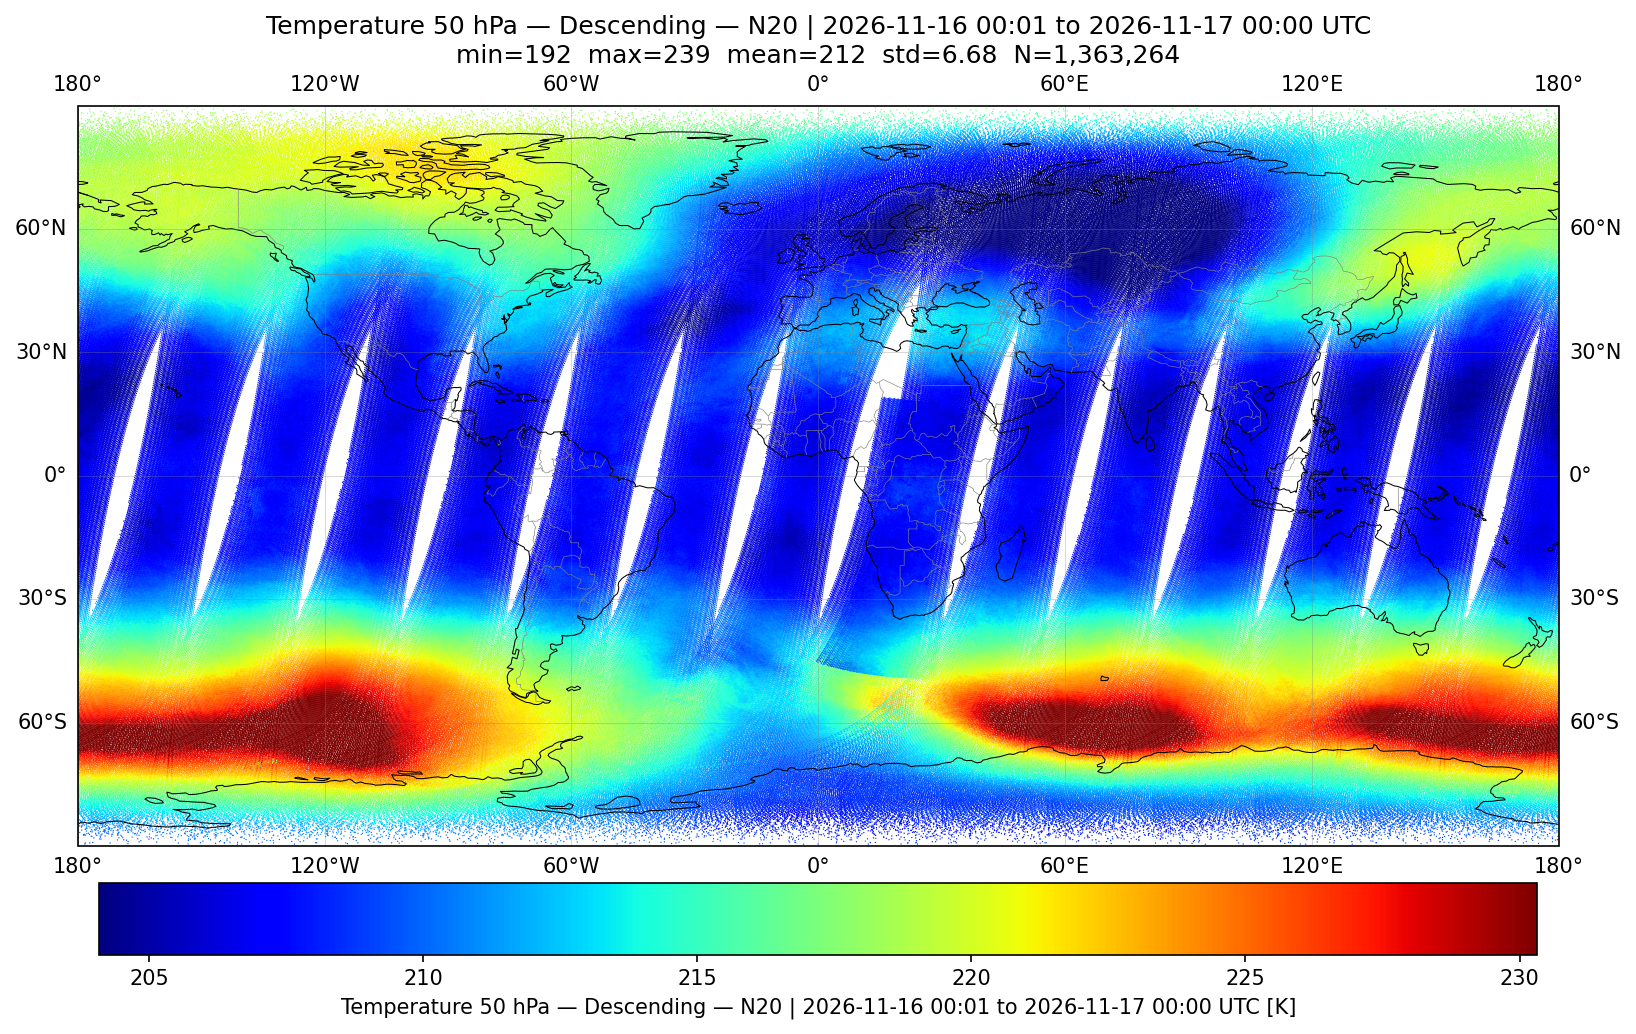 Temperature 50 hPa — Descending — N20 | 2026-11-16 00:01 to 2026-11-17 00:00 UTC
min=192 max=239 mean=212 std=6.68 N=1,363,264
180° 120°W 60°W 0° 60°E 120°E 180°
60°N 60°N
30°N 30°N
0° 0°
30°S 30°S
60°S 60°S
180° 120°W 60°W 0° 60°E 120°E 180°
205 210 215 220 225 230
Temperature 50 hPa — Descending — N20 | 2026-11-16 00:01 to 2026-11-17 00:00 UTC [K]